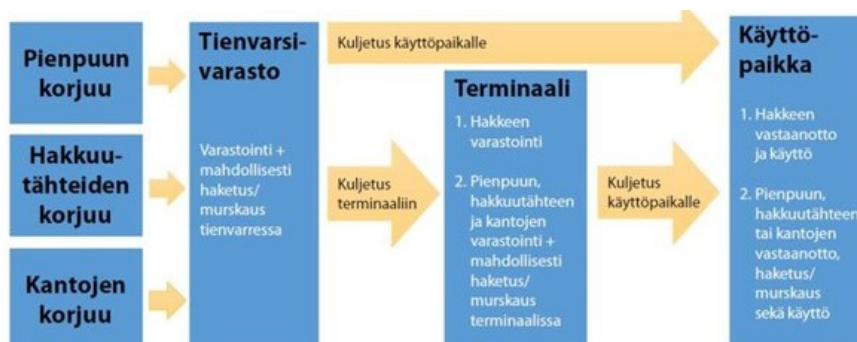 Pienpuun
korjuu
Hakkuu-
tähteiden
korjuu
Kantojen
korjuu
Tienvarsi-
varasto
Varastointi +
mahdollisesti
haketus/
murskaus
tienvarressa
Kuljetus käyttöpaikalle
Kuljetus
terminaaliin
Terminaali
1. Hakkeen
varastointi
2. Pienpuun,
hakkuutähteen
ja kantojen
varastointi +
mahdollisesti
haketus/
murskaus
terminaalissa
Kuljetus
käyttöpaikalle
Käyttö-
paikka
1. Hakkeen
vastaanotto
ja käyttö
2. Pienpuun,
hakkuutähteen
tai kantojen
vastaanotto,
haketus/
murskaus
sekä käyttö